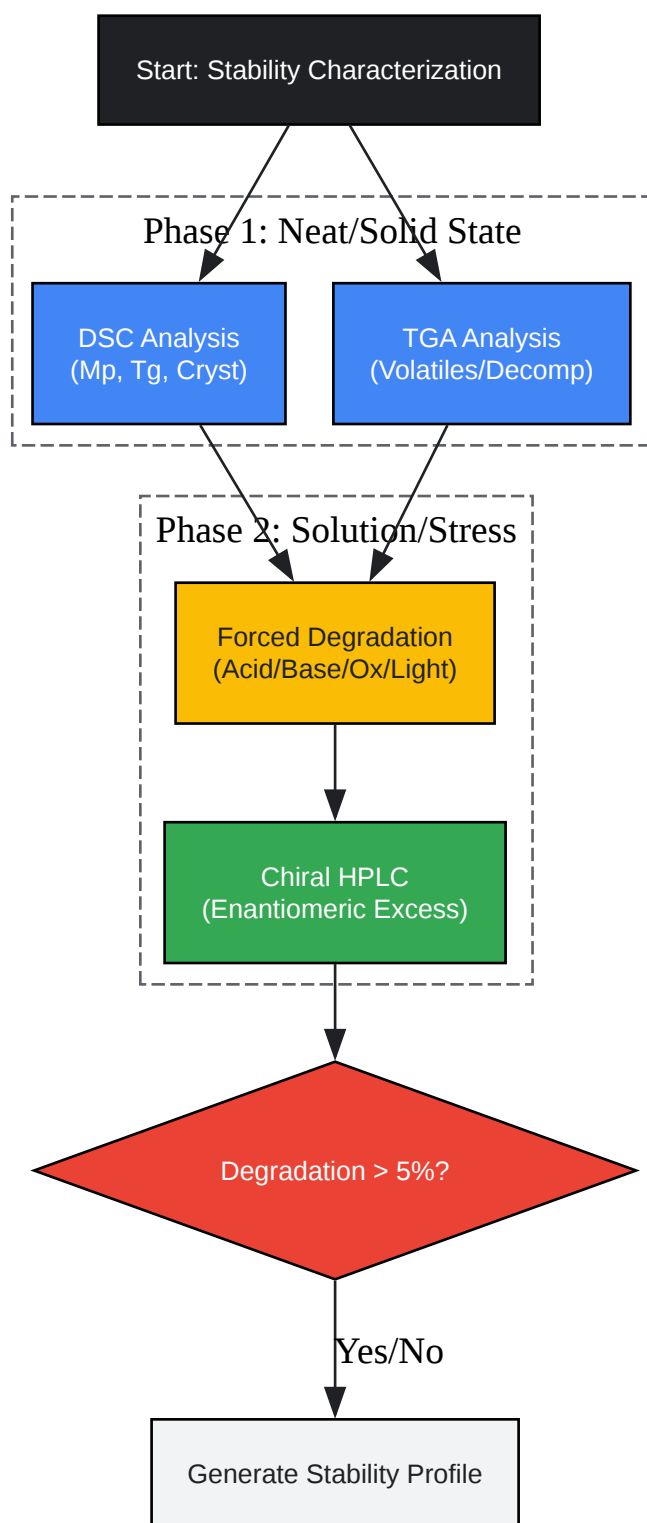 Start: Stability Characterization
Phase 1: Neat/Solid State
DSC Analysis
(Mp, Tg, Cryst)
TGA Analysis
(Volatiles/Decomp)
Phase 2: Solution/Stress
Forced Degradation
(Acid/Base/Ox/Light)
Chiral HPLC
(Enantiomeric Excess)
Degradation > 5%?
Yes/No
Generate Stability Profile